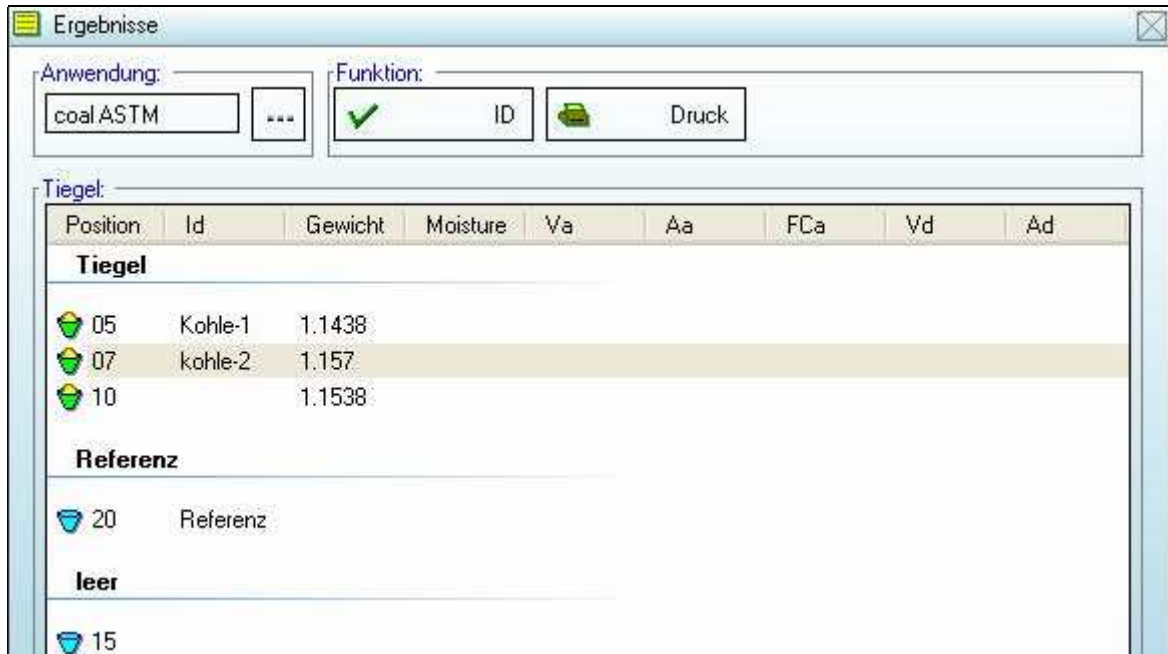 Ergebnisse
Anwendung: Funktion:
coal ASTM ... ID Druck
Tiegel:
Position Id Gewicht Moisture Va Aa FCa Vd Ad
Tiegel
05 Kohle-1 1.1438
07 kohle-2 1.157
10 1.1538
Referenz
20 Referenz
leer
15